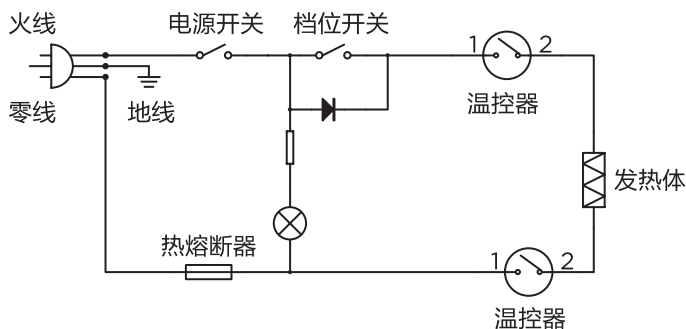 火线 电源开关 档位开关
1 2
温控器
零线 地线
发热体
热熔断器
1 2
温控器